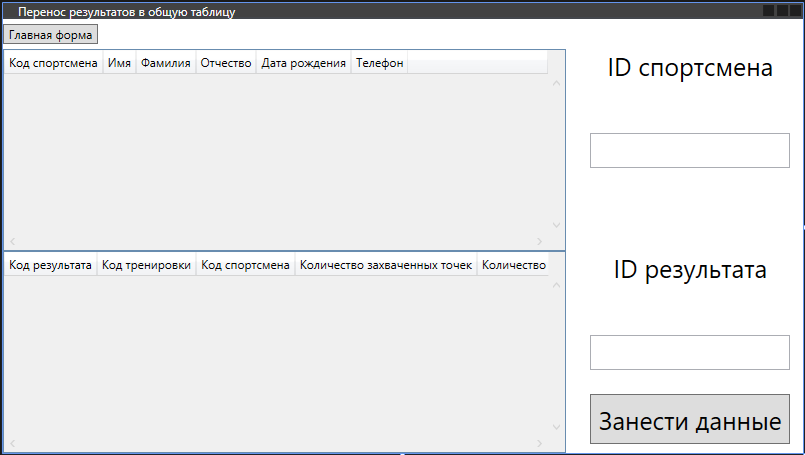 Перенос результатов в общую таблицу
Главная форма
Код спортсмена Имя Фамилия Отчество Дата рождения Телефон
ID спортсмена
Код результата Код тренировки Код спортсмена Количество захваченных точек Количество
ID результата
Занести данные